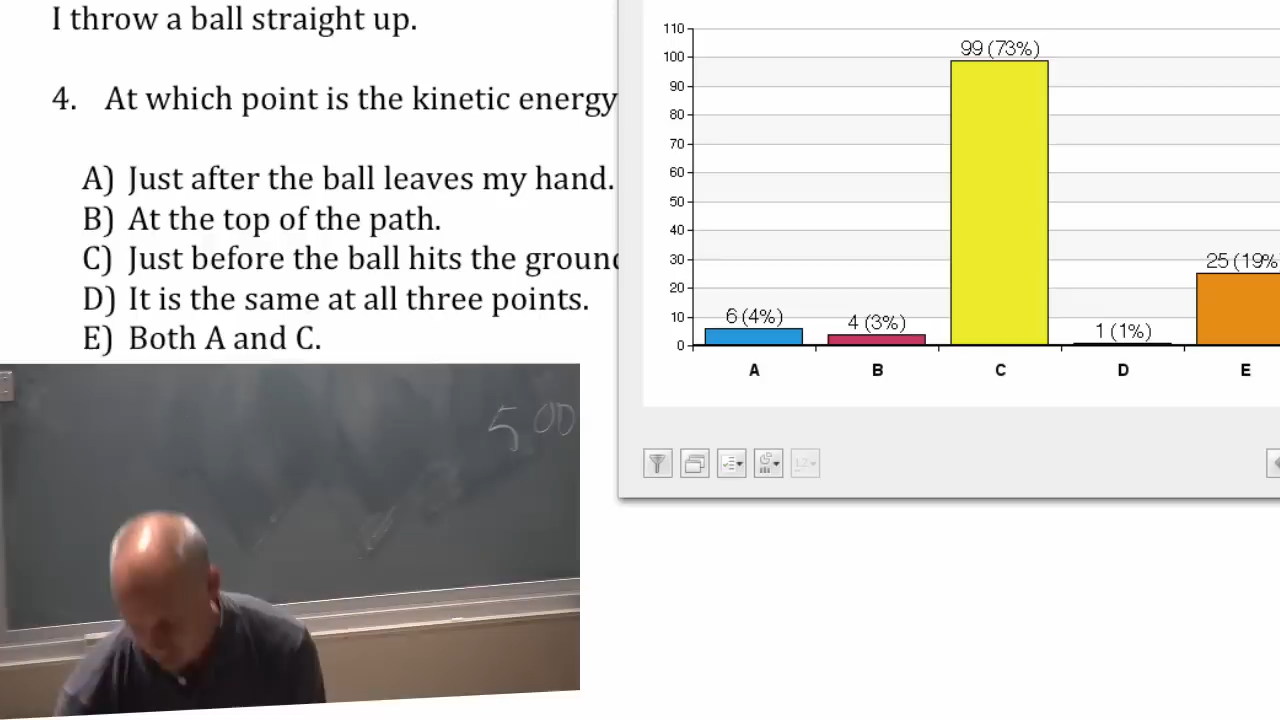 I throw a ball straight up.
4. At which point is the kinetic energy
A) Just after the ball leaves my hand.
B) At the top of the path.
C) Just before the ball hits the ground
D) It is the same at all three points.
E) Both A and C.
110
100
90
80
70
60
50
40
30
20
10
0
6 (4%)
4 (3%)
99 (73%)
1 (1%)
25 (19%
A B C D E
500